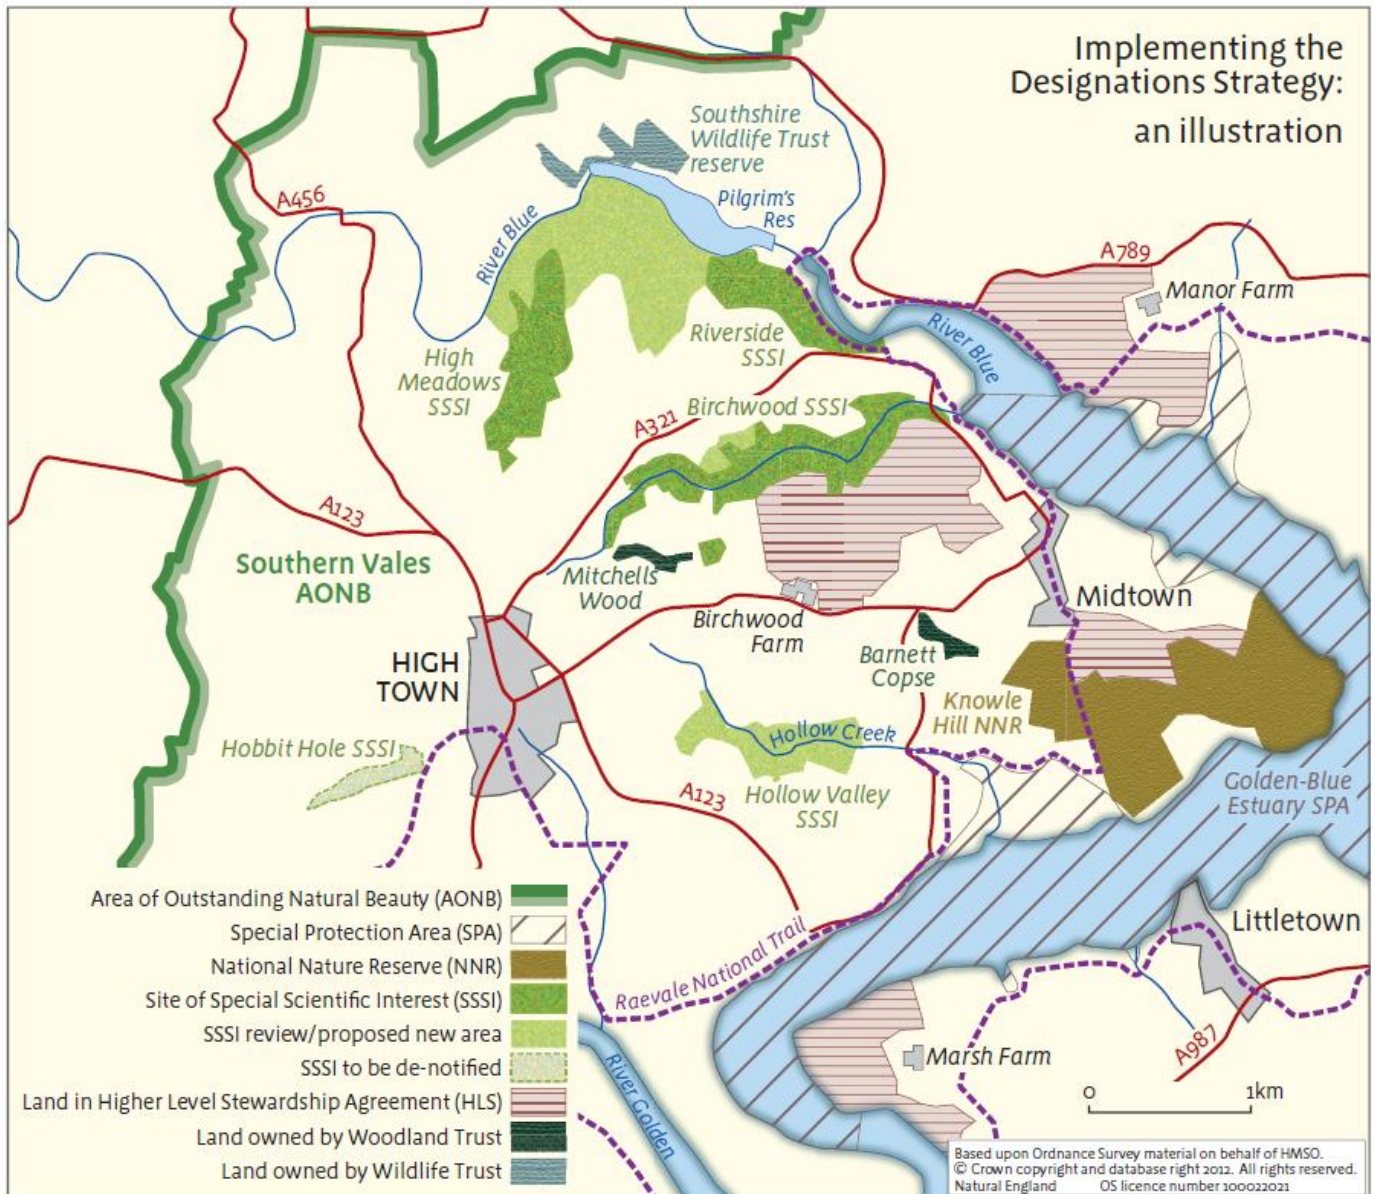 Implementing the
Designations Strategy:
an illustration
Southshire
Wildlife Trust
reserve
Pilgrim's
Res
A456
River Blue
A789
Manor Farm
River Blue
Riverside
SSSI
High
Meadows
SSSI
Birchwood SSSI
A321
A123
Southern Vales
AONB
Mitchells
Wood
Midtown
Birchwood
Farm
Barnett
Copse
HIGH
TOWN
Knowle
Hill NNR
Hobbit Hole SSSI
Hollow Creek
Hollow Valley
SSSI
A123
Golden-Blue
Estuary SPA
Littletown
Raevale National Trail
A987
Marsh Farm
River Golden
Area of Outstanding Natural Beauty (AONB)
Special Protection Area (SPA)
National Nature Reserve (NNR)
Site of Special Scientific Interest (SSSI)
SSSI review/proposed new area
SSSI to be de-notified
Land in Higher Level Stewardship Agreement (HLS)
Land owned by Woodland Trust
Land owned by Wildlife Trust
0 1km
Based upon Ordnance Survey material on behalf of HMSO.
© Crown copyright and database right 2012. All rights reserved.
Natural England OS licence number 100022021